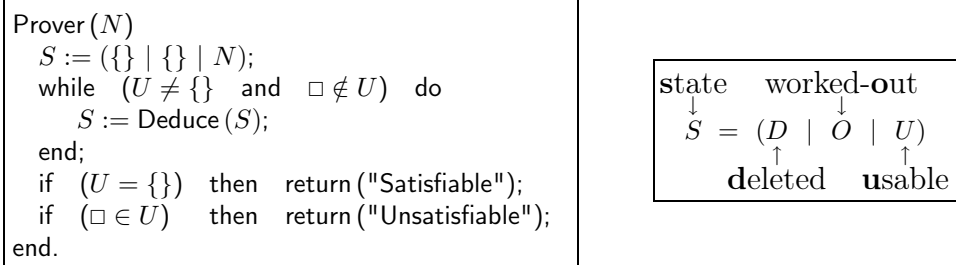 Prover (N)
S := ({} | {} | N);
while (U ≠ {} and □ ∉ U) do
S := Deduce (S);
end;
if (U = {}) then return ("Satisfiable");
if (□ ∈ U) then return ("Unsatisfiable");
end.
state worked-out
↓ ↓
S = (D | O | U)
↑ ↑
deleted usable